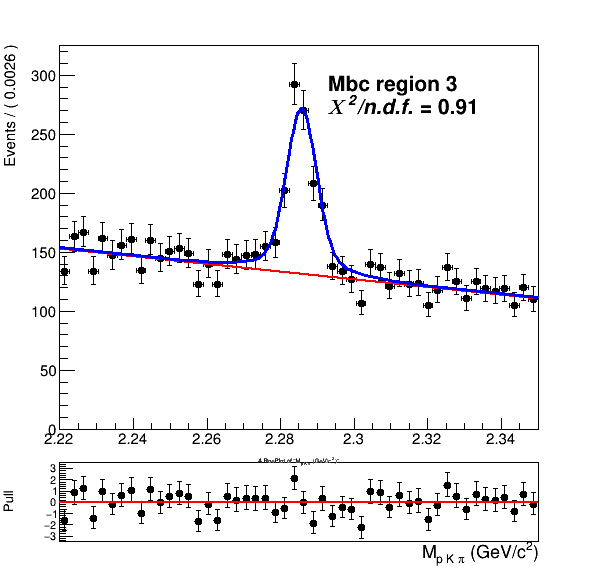 Events / ( 0.0026 )
300
250
200
150
100
50
0
Mbc region 3
Χ²/n.d.f. = 0.91
2.22 2.24 2.26 2.28 2.3 2.32 2.34
Pull
3
2
1
0
−1
−2
−3
M_{p K π} (GeV/c²)